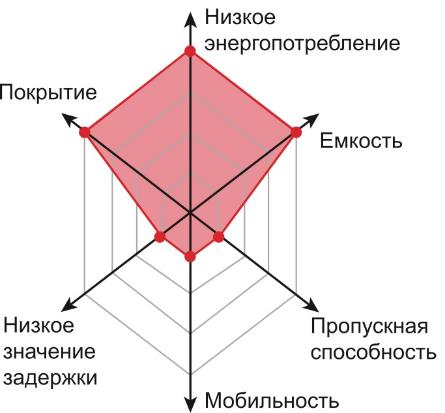 Низкое
энергопотребление
Покрытие
Емкость
Низкое
значение
задержки
Пропускная
способность
Мобильность